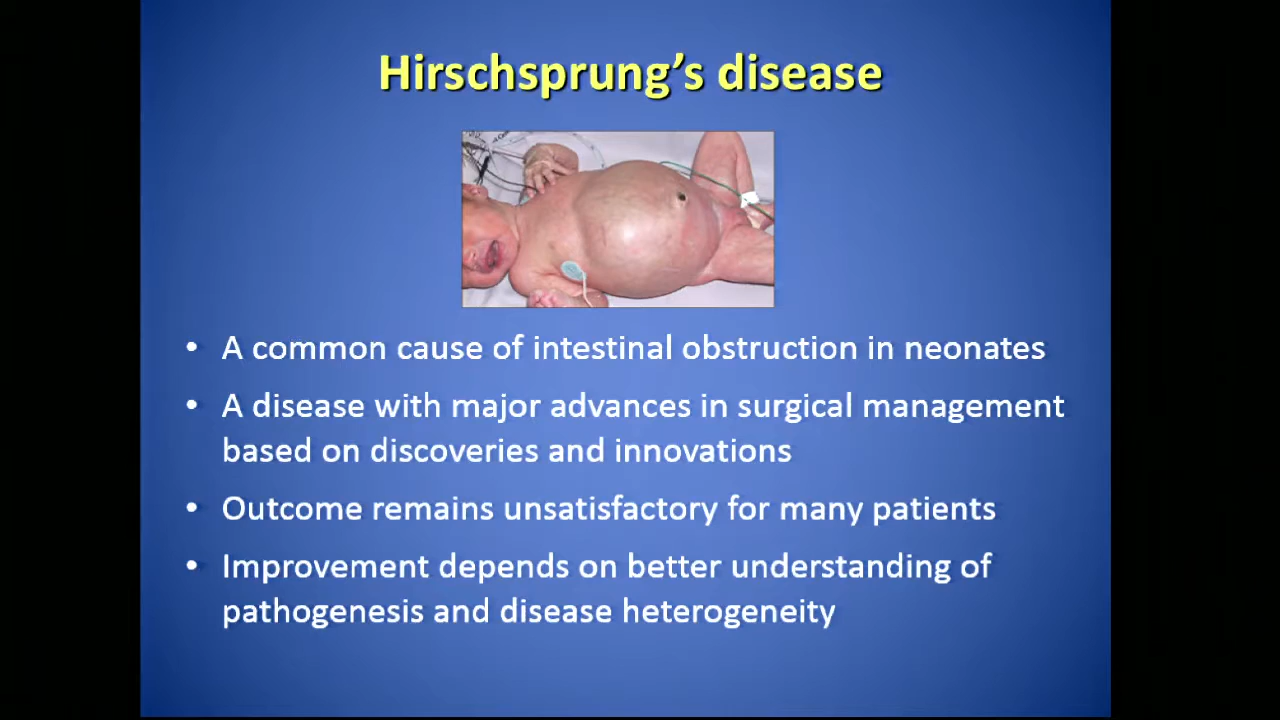 Hirschsprung’s disease
• A common cause of intestinal obstruction in neonates
• A disease with major advances in surgical management
based on discoveries and innovations
• Outcome remains unsatisfactory for many patients
• Improvement depends on better understanding of
pathogenesis and disease heterogeneity